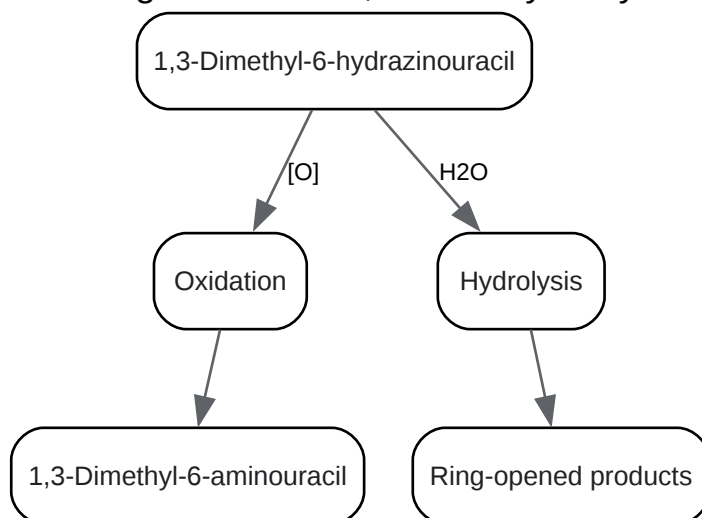 1,3-Dimethyl-6-hydrazinouracil
[O]
H2O
Oxidation
Hydrolysis
1,3-Dimethyl-6-aminouracil
Ring-opened products